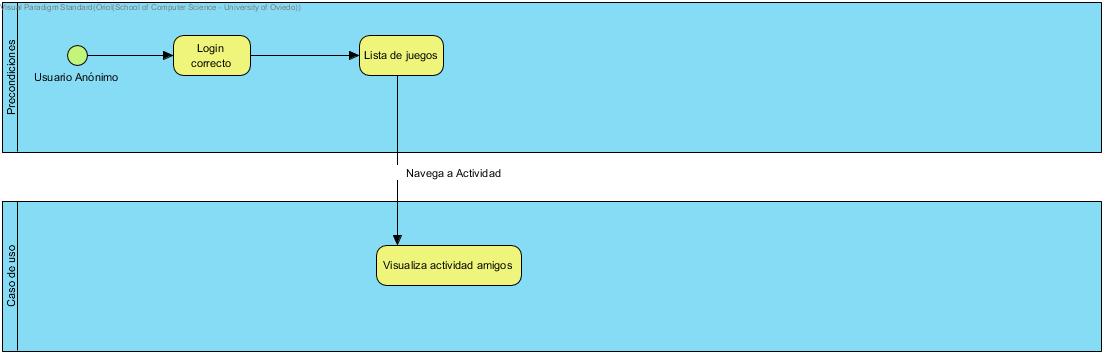 Visual Paradigm Standard(Oriol(School of Computer Science - University of Oviedo))
Precondiciones
Usuario Anónimo
Login
correcto
Lista de juegos
Navega a Actividad
Caso de uso
Visualiza actividad amigos